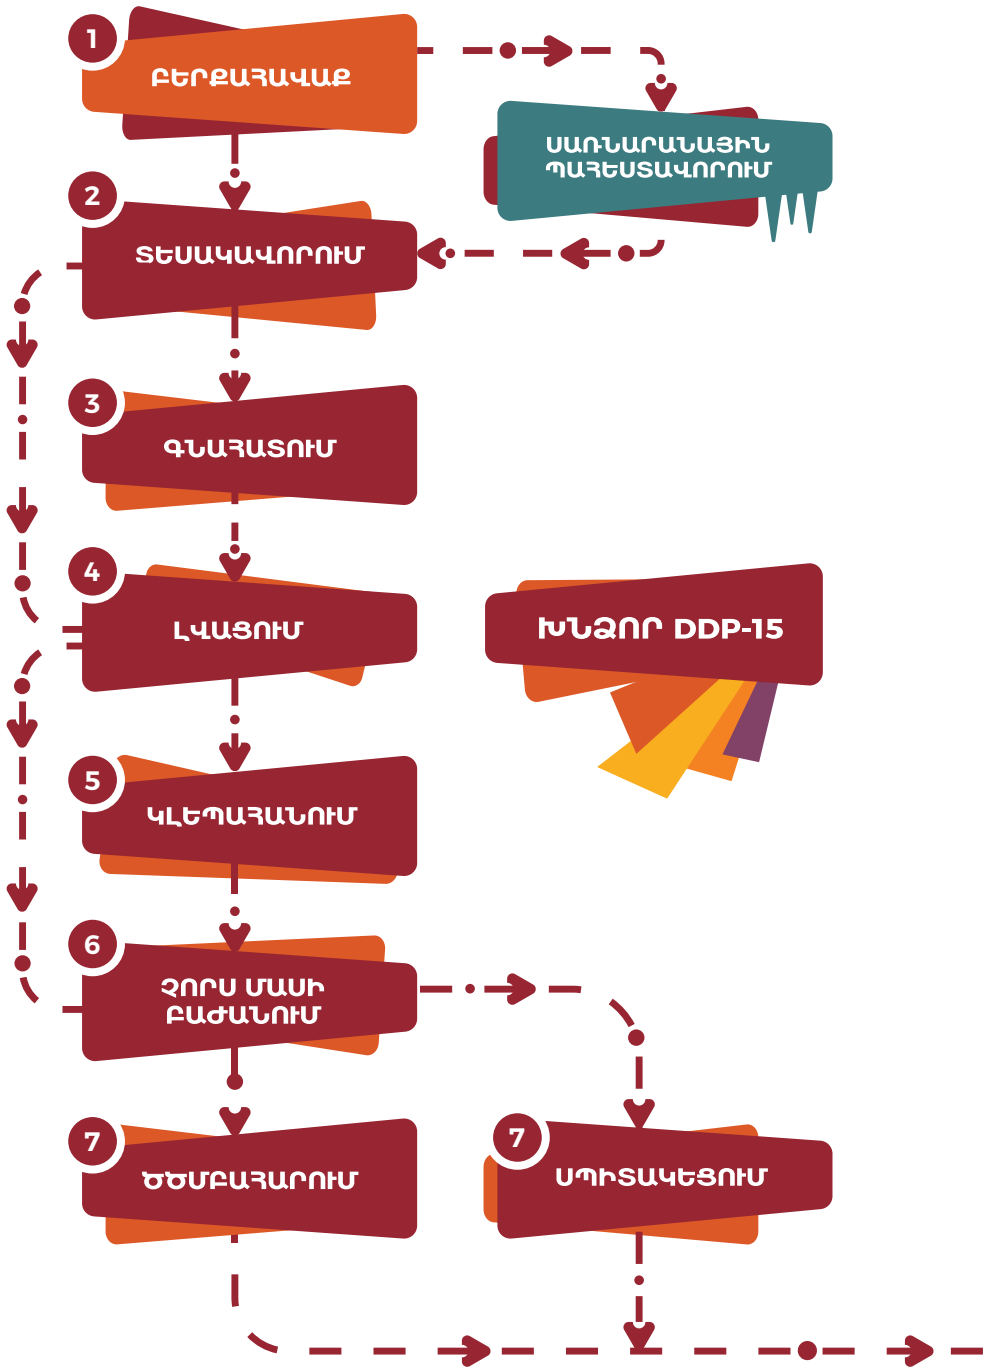 1
ԲԵՐՔԱՀԱՎԱՔ
ՍԱՌՆԱՐԱՆԱՅԻՆ
ՊԱՀԵՍՏԱՎՈՐՈՒՄ
2
ՏԵՍԱԿԱՎՈՐՈՒՄ
3
ԳՆԱՀԱՏՈՒՄ
4
ԼՎԱՑՈՒՄ
ԽՆՁՈՐ DDP-15
5
ԿԼԵՊԱՀԱՆՈՒՄ
6
ՉՈՐՍ ՄԱՍԻ
ԲԱԺԱՆՈՒՄ
7
ԾԾՄԲԱՀԱՐՈՒՄ
7
ՍՊԻՏԱԿԵՑՈՒՄ